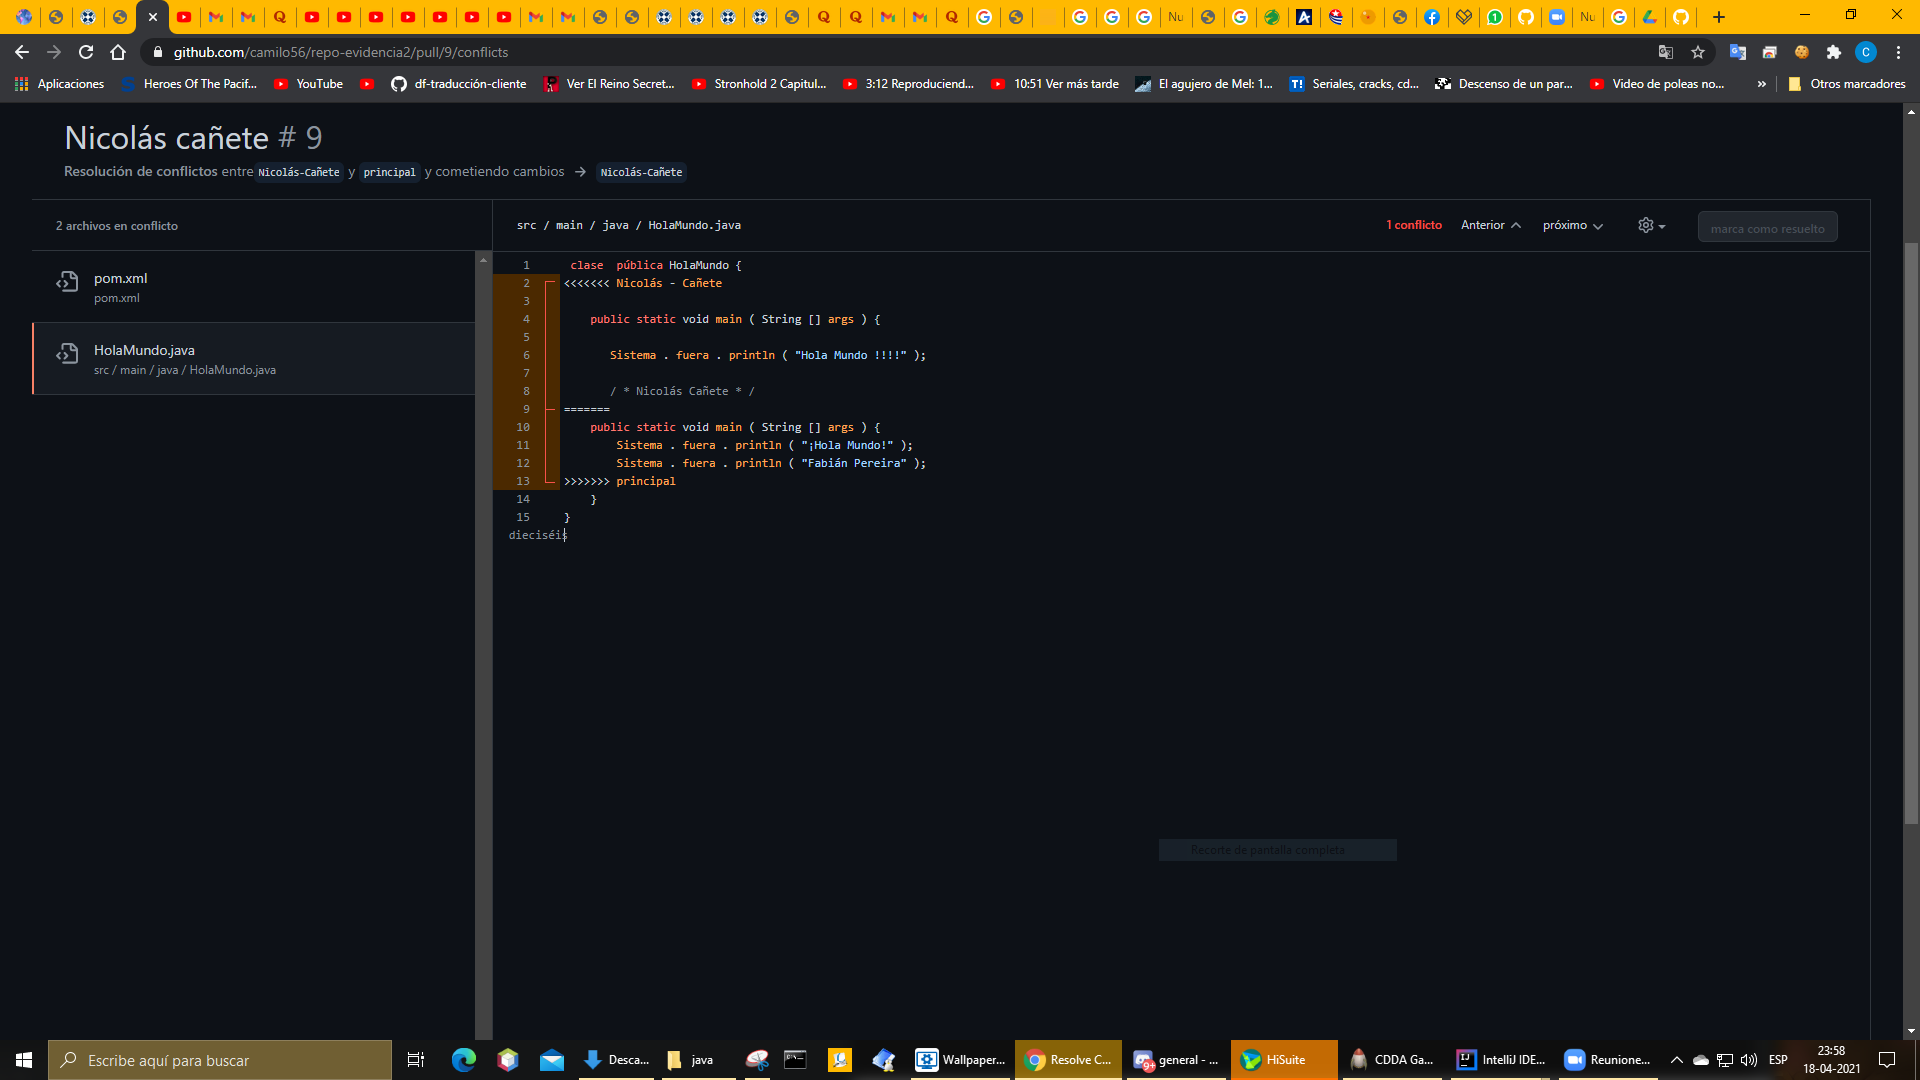 Nu
Nu
github.com/camilo56/repo-evidencia2/pull/9/conflicts
C
Aplicaciones
Heroes Of The Pacif...
YouTube
df-traducción-cliente
Ver El Reino Secret...
Stronghold 2 Capitul...
3:12 Reproduciend...
10:51 Ver más tarde
El agujero de Mel: 1...
T!
Seriales, cracks, cd...
Descenso de un par...
Video de poleas no...
»
Otros marcadores
Nicolás cañete # 9
Resolución de conflictos entre Nicolás-Cañete y principal y cometiendo cambios → Nicolás-Cañete
2 archivos en conflicto
pom.xml
pom.xml
HolaMundo.java
src / main / java / HolaMundo.java
src / main / java / HolaMundo.java
1 conflicto
Anterior
próximo
marca como resuelto
1 clase  pública HolaMundo {
2 <<<<<<< Nicolás - Cañete
3
4 public static void main ( String [] args ) {
5
6 Sistema . fuera . println ( "Hola Mundo !!!!" );
7
8 / * Nicolás Cañete * /
9 =======
10 public static void main ( String [] args ) {
11 Sistema . fuera . println ( "¡Hola Mundo!" );
12 Sistema . fuera . println ( "Fabián Pereira" );
13 >>>>>>> principal
14 }
15 }
dieciséis
Recorte de pantalla completa
Escribe aquí para buscar
Desca...
java
Wallpaper...
Resolve C...
9+
general - ...
HiSuite
CDDA Ga...
IntelliJ IDE...
Reunione...
ESP
23:58
18-04-2021